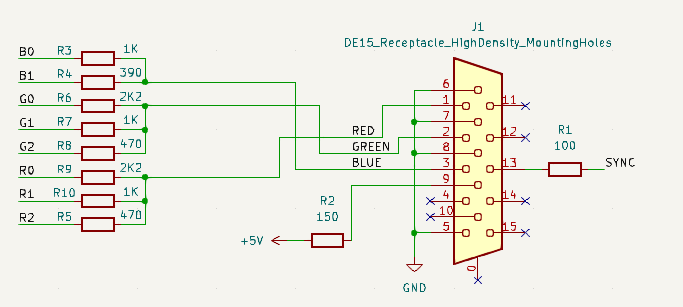 J1
DE15_Receptacle_HighDensity_MountingHoles
B0 R3 1K
B1 R4 390
G0 R6 2K2
G1 R7 1K
G2 R8 470
R0 R9 2K2
R1 R10 1K
R2 R5 470
RED
GREEN
BLUE
R2
150
+5V
GND
6
1
7
2
8
3
9
4
10
5
11
12
13
14
15
0
R1
100
SYNC